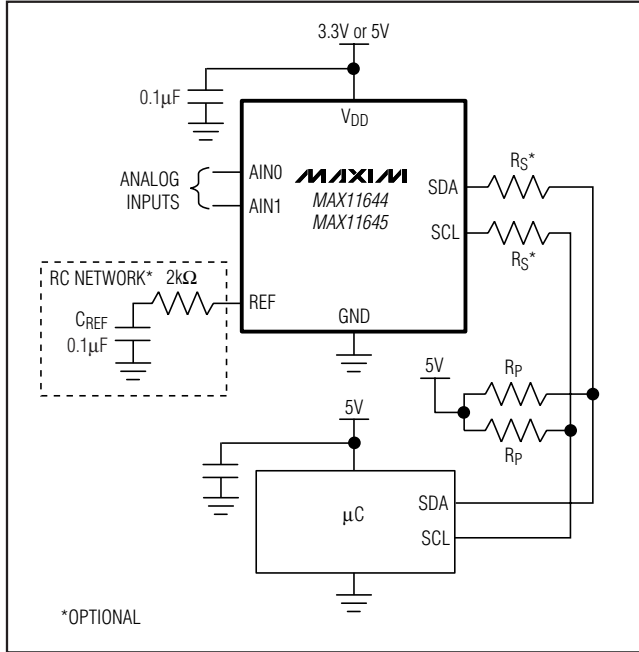 3.3V or 5V
0.1µF
VDD
ANALOG
INPUTS
AIN0
AIN1
MAXIM
MAX11644
MAX11645
SDA
SCL
RS*
RS*
RC NETWORK*
2kΩ
CREF
0.1µF
REF
GND
5V
RP
RP
5V
µC
SDA
SCL
*OPTIONAL